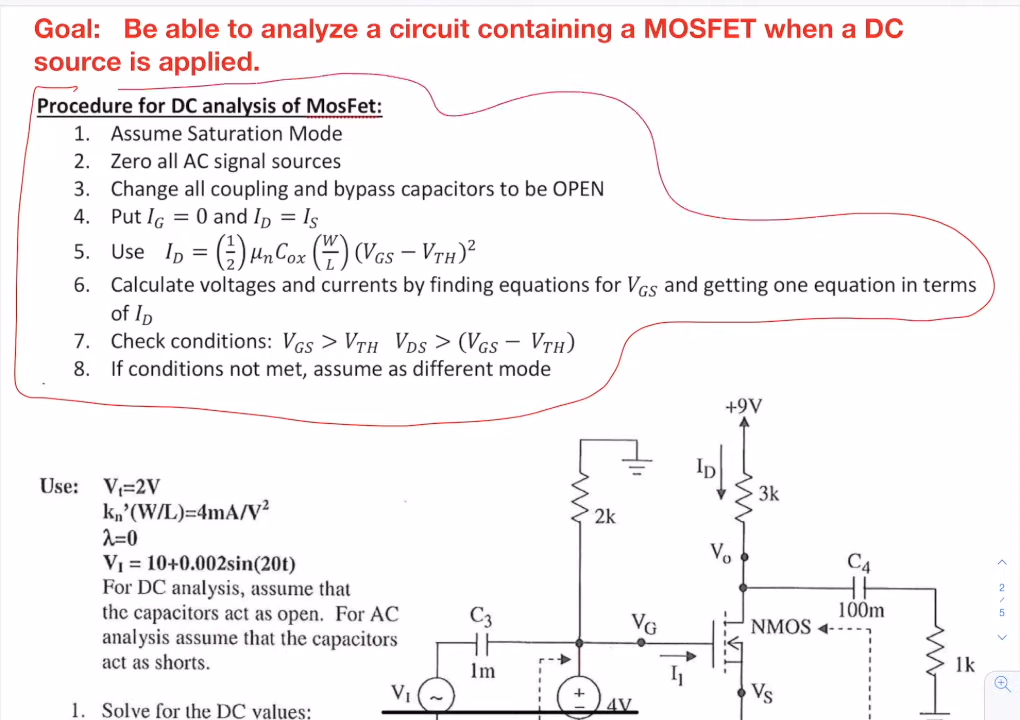 Goal: Be able to analyze a circuit containing a MOSFET when a DC
source is applied.
Procedure for DC analysis of MosFet:
1. Assume Saturation Mode
2. Zero all AC signal sources
3. Change all coupling and bypass capacitors to be OPEN
4. Put I_G = 0 and I_D = I_S
5. Use I_D = (1/2) μ_n C_ox (W/L) (V_GS − V_TH)²
6. Calculate voltages and currents by finding equations for V_GS and getting one equation in terms
of I_D
7. Check conditions: V_GS > V_TH V_DS > (V_GS − V_TH)
8. If conditions not met, assume as different mode
+9V
I_D
3k
Use: V_t=2V
k_n'(W/L)=4mA/V²
2k
λ=0
V_I = 10+0.002sin(20t)
V_o
For DC analysis, assume that
the capacitors act as open. For AC
analysis assume that the capacitors
act as shorts.
C_4
100m
C_3
V_G
NMOS
1m
I_1
1k
V_I
~
+
−
4V
V_S
1. Solve for the DC values:
2
/
5